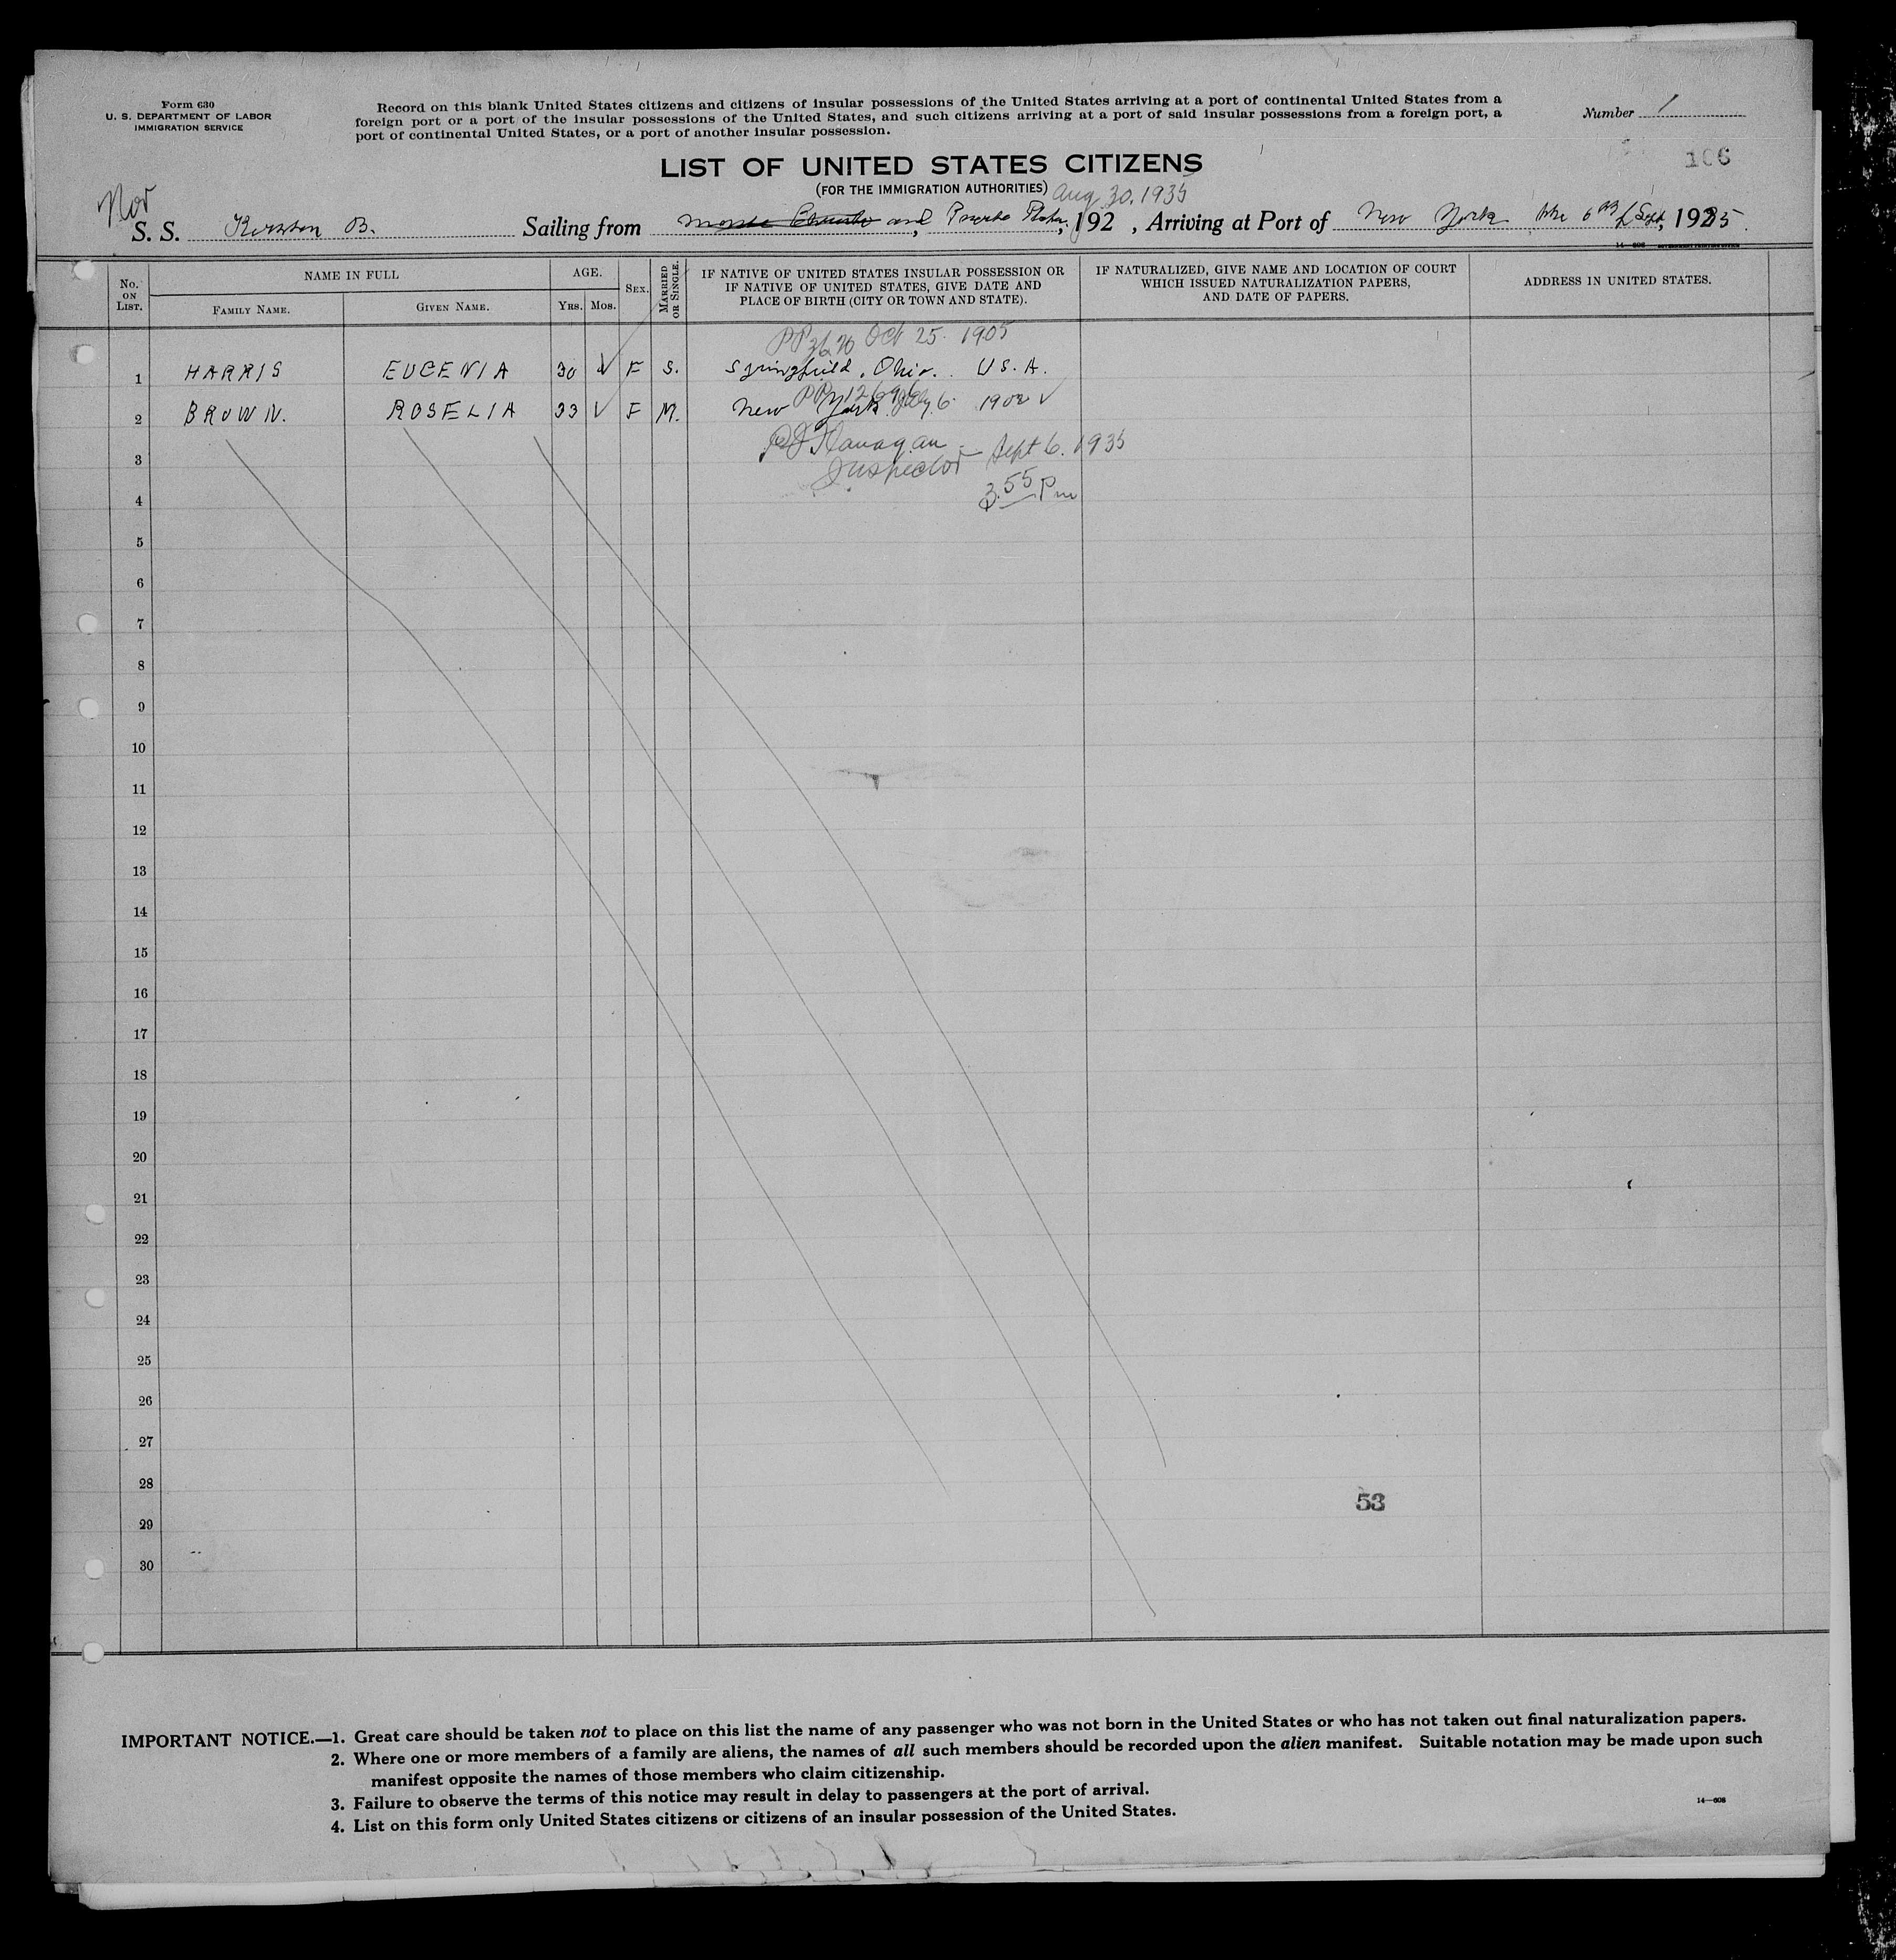 Form 630
U. S. DEPARTMENT OF LABOR
IMMIGRATION SERVICE
Record on this blank United States citizens and citizens of insular possessions of the United States arriving at a port of continental United States from a
foreign port or a port of the insular possessions of the United States, and such citizens arriving at a port of said insular possessions from a foreign port, a
port of continental United States, or a port of another insular possession.
Number 1
106
LIST OF UNITED STATES CITIZENS
(FOR THE IMMIGRATION AUTHORITIES) Aug 30. 1935
Nor
S. S. B. Sailing from and Puerto Plata, 192 , Arriving at Port of New York the 6th Sept, 1935.
14—608
No. ON LIST.
NAME IN FULL
FAMILY NAME.
GIVEN NAME.
AGE.
YRS.
MOS.
SEX.
MARRIED OR SINGLE.
IF NATIVE OF UNITED STATES INSULAR POSSESSION OR
IF NATIVE OF UNITED STATES, GIVE DATE AND
PLACE OF BIRTH (CITY OR TOWN AND STATE).
IF NATURALIZED, GIVE NAME AND LOCATION OF COURT
WHICH ISSUED NATURALIZATION PAPERS,
AND DATE OF PAPERS.
ADDRESS IN UNITED STATES.
PP Oct 25. 1905
1 HARRIS EUGENIA 30 V F S. Springfield, Ohio. U S. A.
2 BROWN. ROSELIA 33 V F M. New York 6 1902 V
3 Flanagan Sept 6. 1935
Inspector
4 3.55 Pm
5
6
7
8
9
10
11
12
13
14
15
16
17
18
19
20
21
22
23
24
25
26
27
28
53
29
30
IMPORTANT NOTICE.—1. Great care should be taken not to place on this list the name of any passenger who was not born in the United States or who has not taken out final naturalization papers.
2. Where one or more members of a family are aliens, the names of all such members should be recorded upon the alien manifest. Suitable notation may be made upon such
manifest opposite the names of those members who claim citizenship.
3. Failure to observe the terms of this notice may result in delay to passengers at the port of arrival.
4. List on this form only United States citizens or citizens of an insular possession of the United States.
14—608